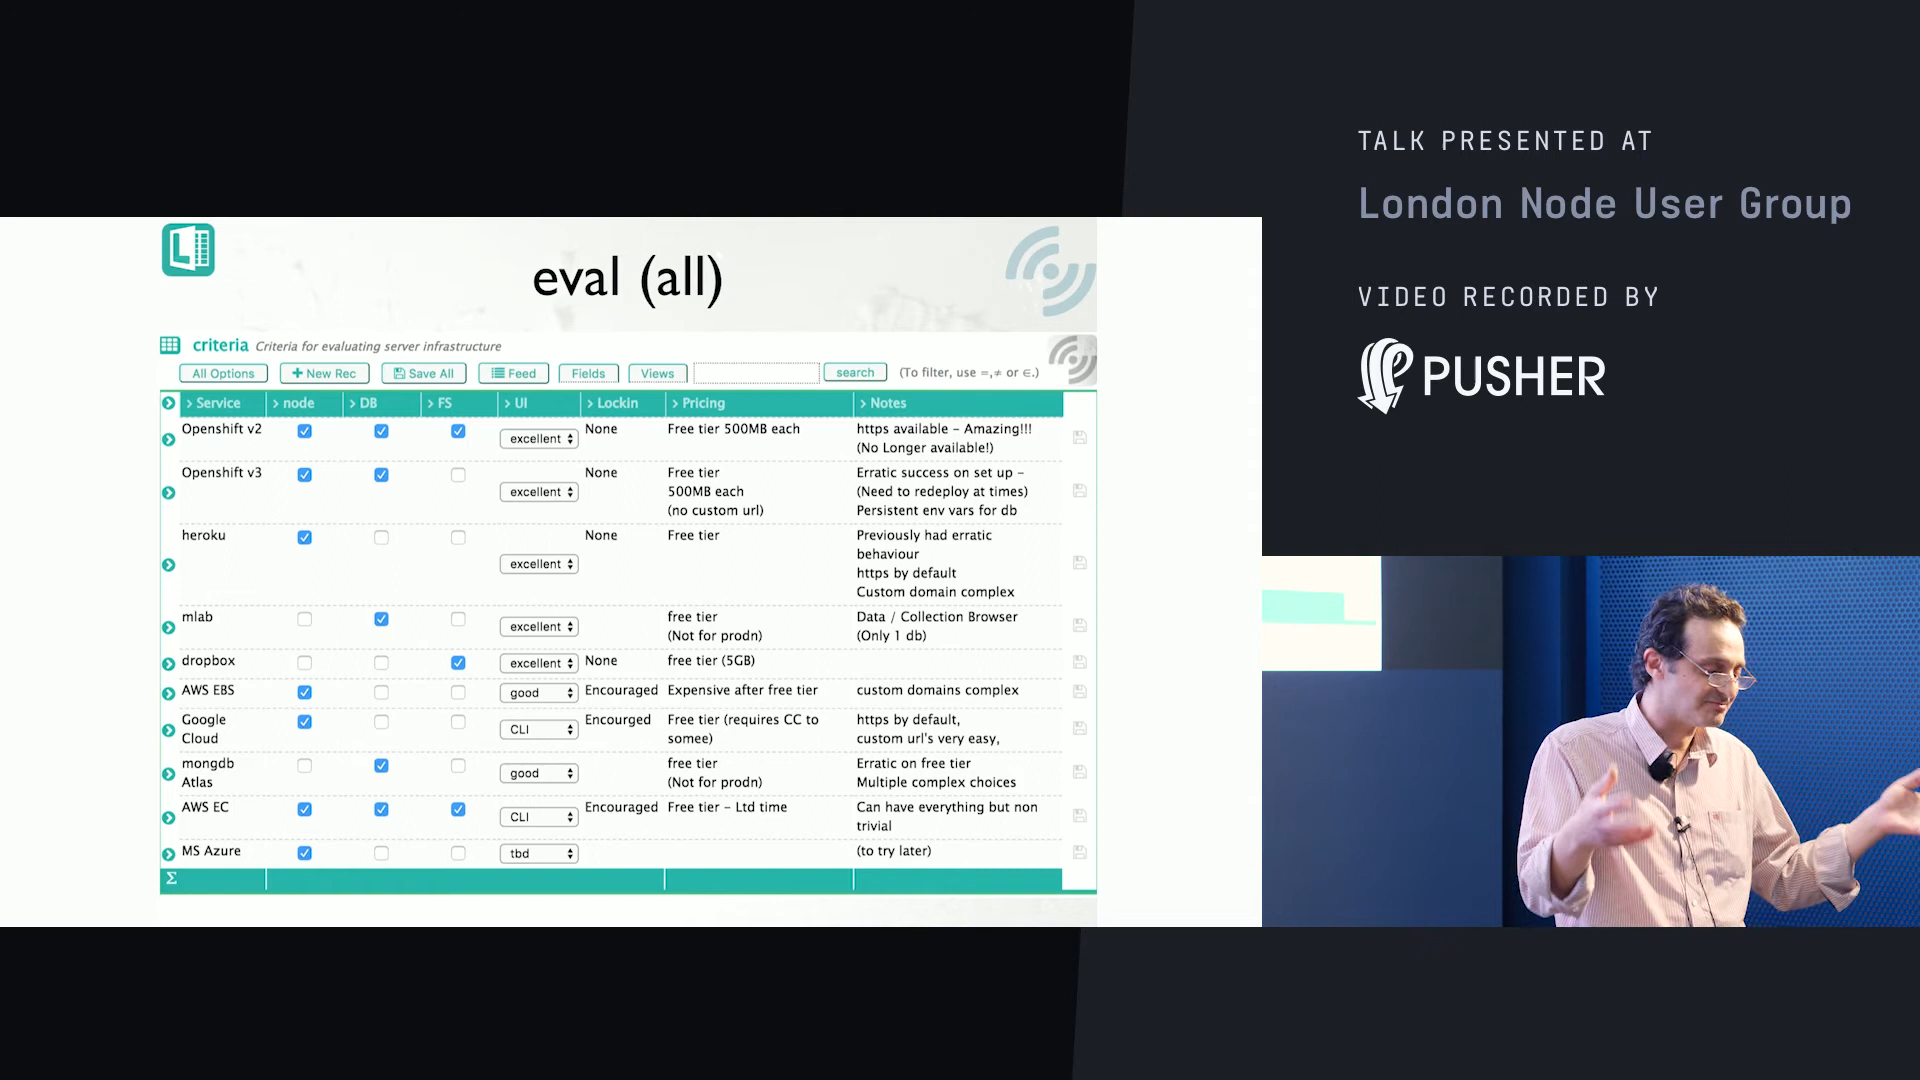 TALK PRESENTED AT
London Node User Group
VIDEO RECORDED BY
PUSHER
L
eval (all)
criteria Criteria for evaluating server infrastructure
All Options + New Rec Save All Feed Fields Views search (To filter, use =,≠ or ∈.)
> Service > node > DB > FS > UI > Lockin > Pricing > Notes
Openshift v2 excellent None Free tier 500MB each https available – Amazing!!!
(No Longer available!)
Openshift v3 excellent None Free tier Erratic success on set up –
500MB each (Need to redeploy at times)
(no custom url) Persistent env vars for db
heroku excellent None Free tier Previously had erratic
behaviour
https by default
Custom domain complex
mlab excellent free tier Data / Collection Browser
(Not for prodn) (Only 1 db)
dropbox excellent None free tier (5GB)
AWS EBS good Encouraged Expensive after free tier custom domains complex
Google CLI Encourged Free tier (requires CC to https by default,
Cloud somee) custom url's very easy,
mongdb good free tier Erratic on free tier
Atlas (Not for prodn) Multiple complex choices
AWS EC CLI Encouraged Free tier – Ltd time Can have everything but non
trivial
MS Azure tbd (to try later)
Σ